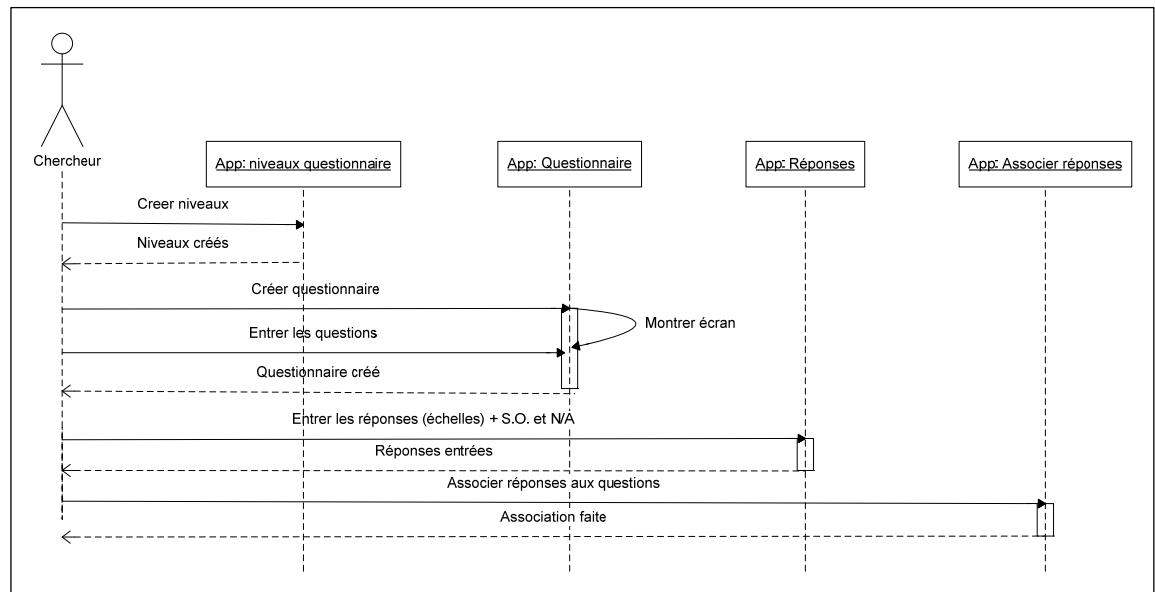 Chercheur
App: niveaux questionnaire
App: Questionnaire
App: Réponses
App: Associer réponses
Creer niveaux
Niveaux créés
Créer questionnaire
Montrer écran
Entrer les questions
Questionnaire créé
Entrer les réponses (échelles) + S.O. et N/A
Réponses entrées
Associer réponses aux questions
Association faite